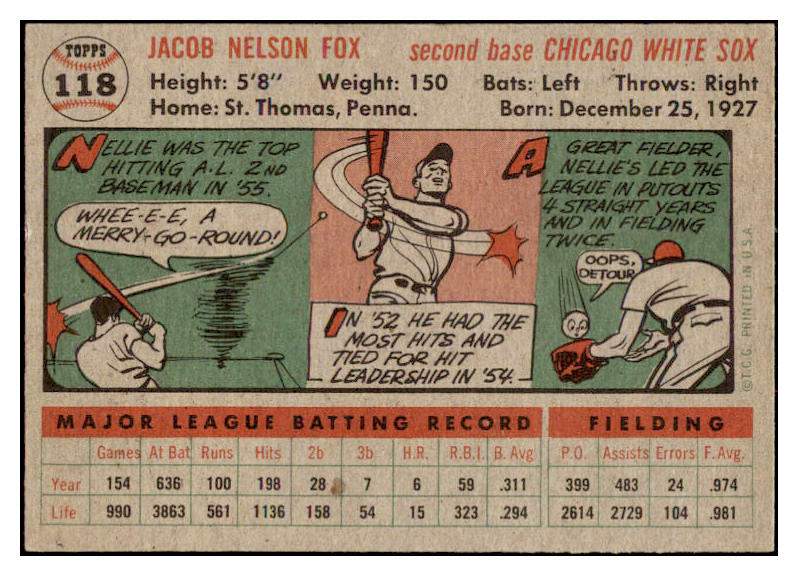 TOPPS
118
JACOB NELSON FOX second base CHICAGO WHITE SOX
Height: 5'8" Weight: 150 Bats: Left Throws: Right
Home: St. Thomas, Penna. Born: December 25, 1927
NELLIE WAS THE TOP
HITTING A.L. 2ND
BASEMAN IN '55.
WHEE-E-E, A
MERRY-GO-ROUND!
IN '52, HE HAD THE
MOST HITS AND
TIED FOR HIT
LEADERSHIP IN '54.
A GREAT FIELDER,
NELLIE'S LED THE
LEAGUE IN PUTOUTS
4 STRAIGHT YEARS
AND IN FIELDING
TWICE.
OOPS,
DETOUR
©T.C.G. PRINTED IN U.S.A.
MAJOR LEAGUE BATTING RECORD FIELDING
Games At Bat Runs Hits 2b 3b H.R. R.B.I. B. Avg P.O. Assists Errors F. Avg.
Year 154 636 100 198 28 7 6 59 .311 399 483 24 .974
Life 990 3863 561 1136 158 54 15 323 .294 2614 2729 104 .981